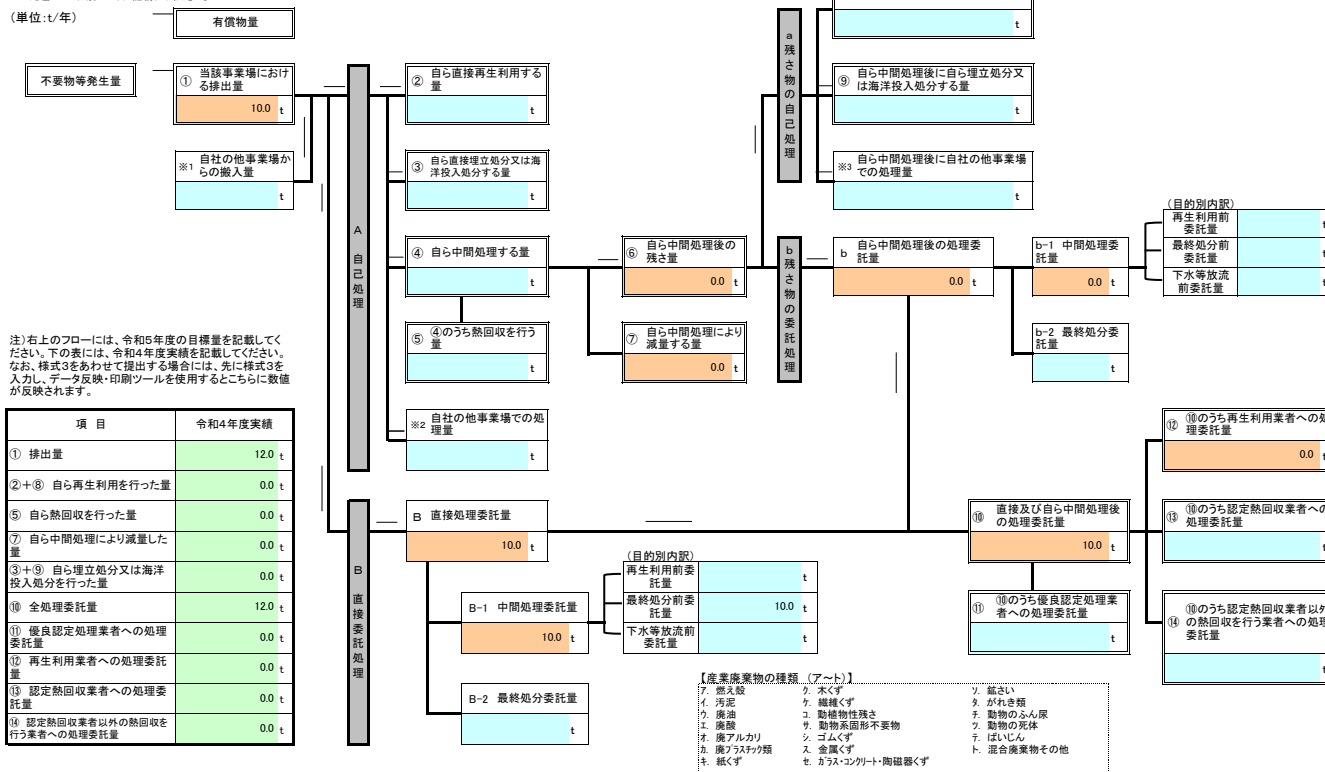 (単位:t/年)
有償物量
不要物等発生量
① 当該事業場におけ
る排出量
10.0 t
※1 自社の他事業場か
らの搬入量
t
A 自己処理
② 自ら直接再生利用する
量
t
③ 自ら直接埋立処分又は海
洋投入処分する量
t
④ 自ら中間処理する量
t
⑤ ④のうち熱回収を行う
量
t
※2 自社の他事業場での処
理量
t
⑥ 自ら中間処理後の
残さ量
0.0 t
⑦ 自ら中間処理により
減量する量
0.0 t
a 残さ物の自己処理
t
⑨ 自ら中間処理後に自ら埋立処分又
は海洋投入処分する量
t
※3 自ら中間処理後に自社の他事業場
での処理量
t
b 残さ物の委託処理
b 自ら中間処理後の処理委
託量
0.0 t
b-1 中間処理委
託量
0.0 t
(目的別内訳)
再生利用前
委託量
t
最終処分前
委託量
t
下水等放流
前委託量
t
b-2 最終処分委
託量
t
注)右上のフローには、令和5年度の目標量を記載してく
ださい。下の表には、令和4年度実績を記載してください。
なお、様式3をあわせて提出する場合には、先に様式3を
入力し、データ反映・印刷ツールを使用するとこちらに数値
が反映されます。
項 目 令和4年度実績
① 排出量 12.0 t
②+⑧ 自ら再生利用を行った量 0.0 t
⑤ 自ら熱回収を行った量 0.0 t
⑦ 自ら中間処理により減量した
量 0.0 t
③+⑨ 自ら埋立処分又は海洋
投入処分を行った量 0.0 t
⑩ 全処理委託量 12.0 t
⑪ 優良認定処理業者への処理
委託量 0.0 t
⑫ 再生利用業者への処理委託
量 0.0 t
⑬ 認定熱回収業者への処理委
託量 0.0 t
⑭ 認定熱回収業者以外の熱回収を
行う業者への処理委託量 0.0 t
B 直接委託処理
B 直接処理委託量
10.0 t
B-1 中間処理委託量
10.0 t
(目的別内訳)
再生利用前委
託量
t
最終処分前委
託量
10.0 t
下水等放流前
委託量
t
B-2 最終処分委託量
t
⑩ 直接及び自ら中間処理後
の処理委託量
10.0 t
⑪ ⑩のうち優良認定処理業
者への処理委託量
t
⑫ ⑩のうち再生利用業者への処
理委託量
0.0 t
⑬ ⑩のうち認定熱回収業者への
処理委託量
t
⑭ ⑩のうち認定熱回収業者以外
の熱回収を行う業者への処理
委託量
t
【産業廃棄物の種類 (ア~ト)】
ア. 燃え殻 ク. 木くず ソ. 鉱さい
イ. 汚泥 ケ. 繊維くず タ. がれき類
ウ. 廃油 コ. 動植物性残さ チ. 動物のふん尿
エ. 廃酸 サ. 動物系固形不要物 ツ. 動物の死体
オ. 廃アルカリ シ. ゴムくず テ. ばいじん
カ. 廃プラスチック類 ス. 金属くず ト. 混合廃棄物その他
キ. 紙くず セ. ガラス・コンクリート・陶磁器くず